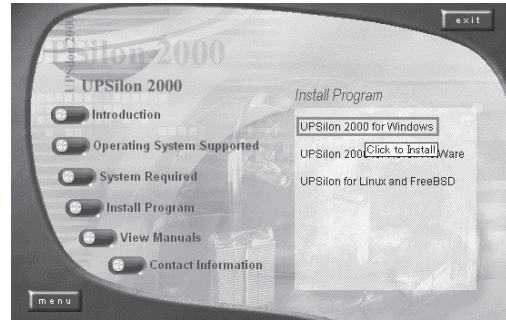 exit
UPSilon 2000
UPSilon 2000
UPSilon 2000
Introduction
Operating System Supported
System Required
Install Program
View Manuals
Contact Information
Install Program
UPSilon 2000 for Windows
Click to Install
UPSilon 200 Ware
UPSilon for Linux and FreeBSD
menu